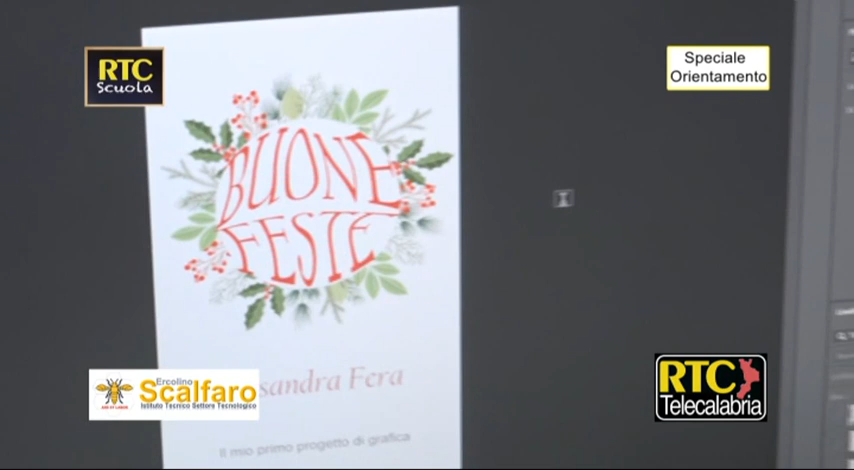 RTC
Scuola
Speciale
Orientamento
BUONE
FESTE
Fera
Il mio primo progetto di grafica
Ercolino
Scalfaro
Istituto Tecnico Settore Tecnologico
RTC
Telecalabria